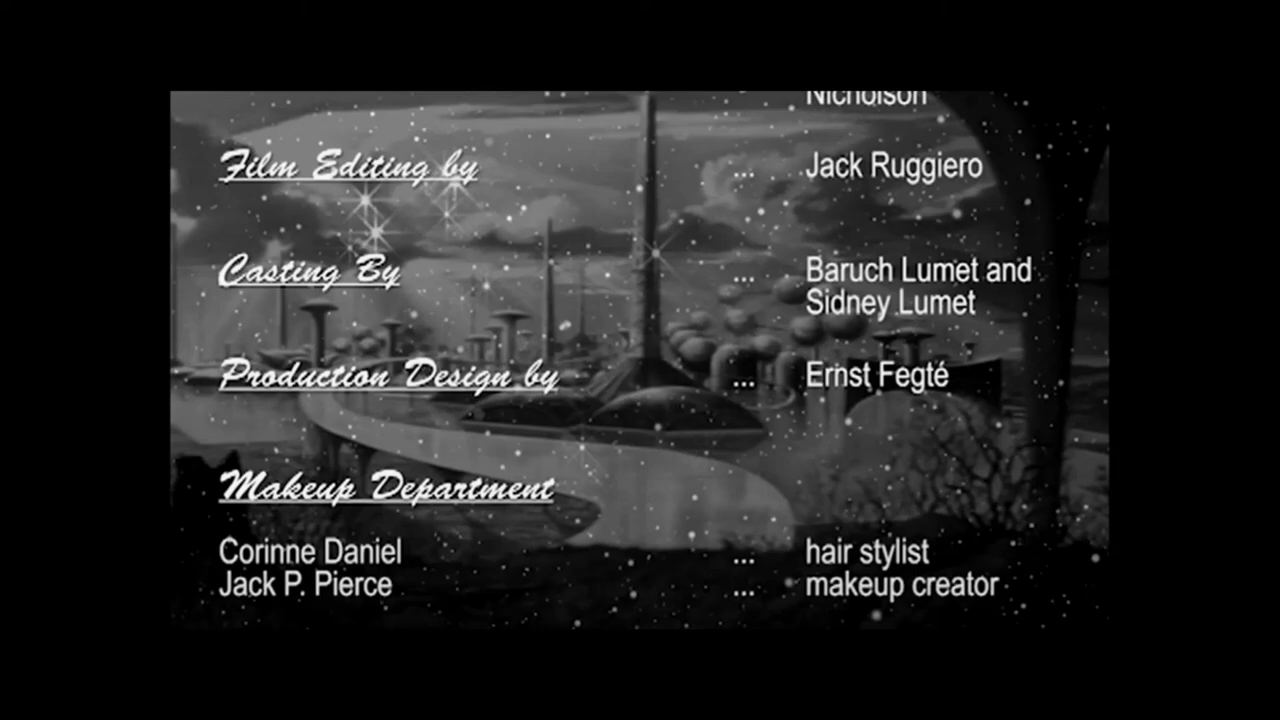 Nicholson
Film Editing by ... Jack Ruggiero
Casting By ... Baruch Lumet and
Sidney Lumet
Production Design by ... Ernst Fegté
Makeup Department
Corinne Daniel ... hair stylist
Jack P. Pierce ... makeup creator